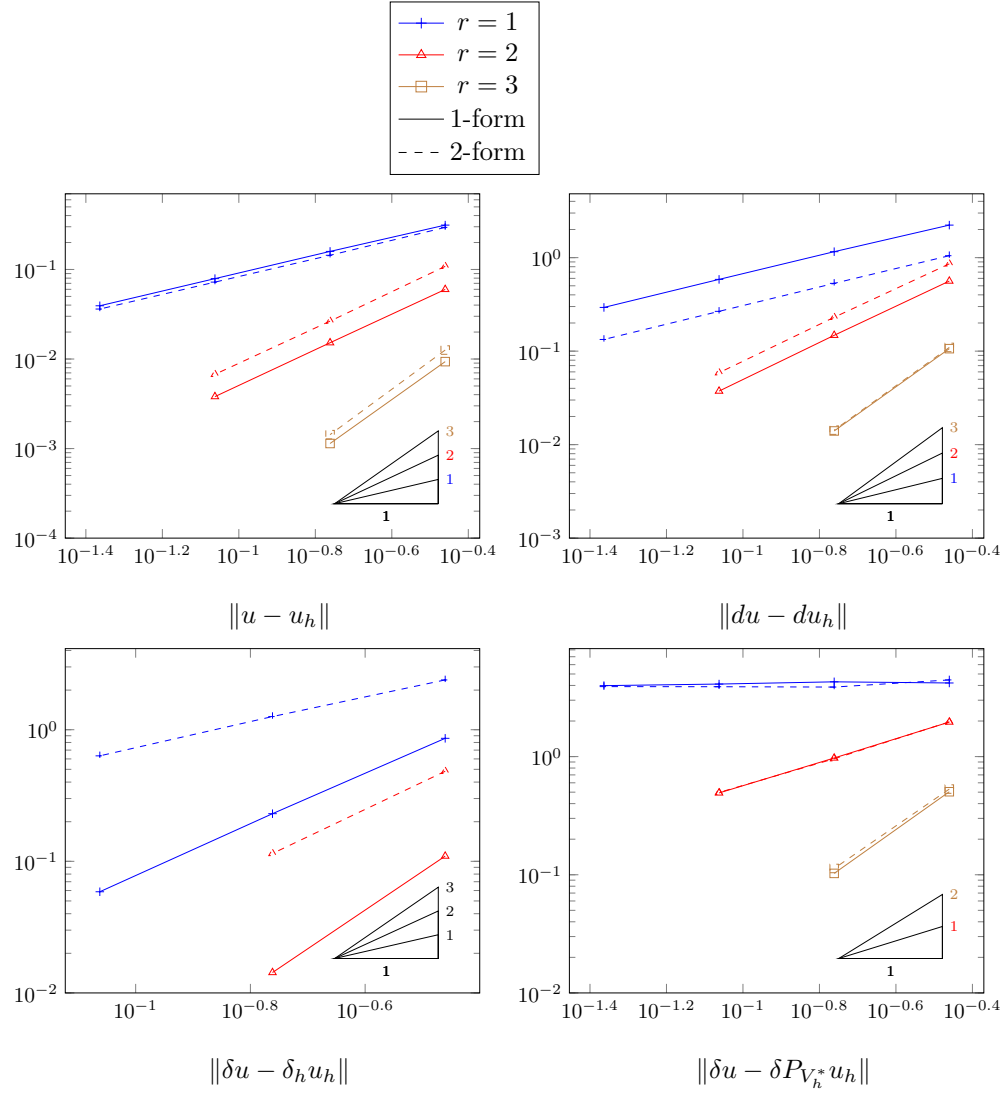 r = 1
r = 2
r = 3
1-form
2-form
10^{-1}
10^{-2}
10^{-3}
10^{-4}
10^{-1.4} 10^{-1.2} 10^{-1} 10^{-0.8} 10^{-0.6} 10^{-0.4}
3
2
1
1
‖u − u_h‖
10^0
10^{-1}
10^{-2}
10^{-3}
10^{-1.4} 10^{-1.2} 10^{-1} 10^{-0.8} 10^{-0.6} 10^{-0.4}
3
2
1
1
‖du − du_h‖
10^0
10^{-1}
10^{-2}
10^{-1} 10^{-0.8} 10^{-0.6}
3
2
1
1
‖δu − δ_h u_h‖
10^0
10^{-1}
10^{-2}
10^{-1.4} 10^{-1.2} 10^{-1} 10^{-0.8} 10^{-0.6} 10^{-0.4}
2
1
1
‖δu − δP_{V_h^*} u_h‖